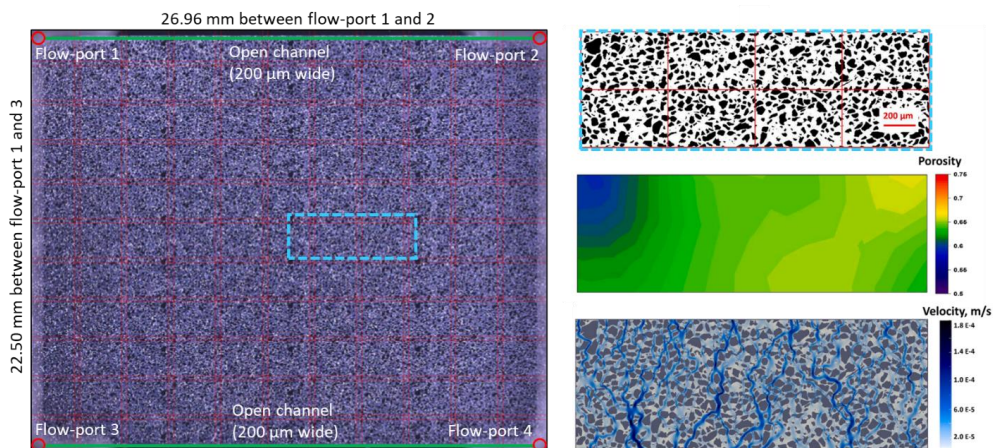 26.96 mm between flow-port 1 and 2
Flow-port 1
Open channel
(200 µm wide)
Flow-port 2
22.50 mm between flow-port 1 and 3
Open channel
(200 µm wide)
Flow-port 3
Flow-port 4
200 µm
Porosity
0.76
0.7
0.66
0.6
0.66
0.5
Velocity, m/s
1.8 E-4
1.4 E-4
1.0 E-4
6.0 E-5
2.0 E-5